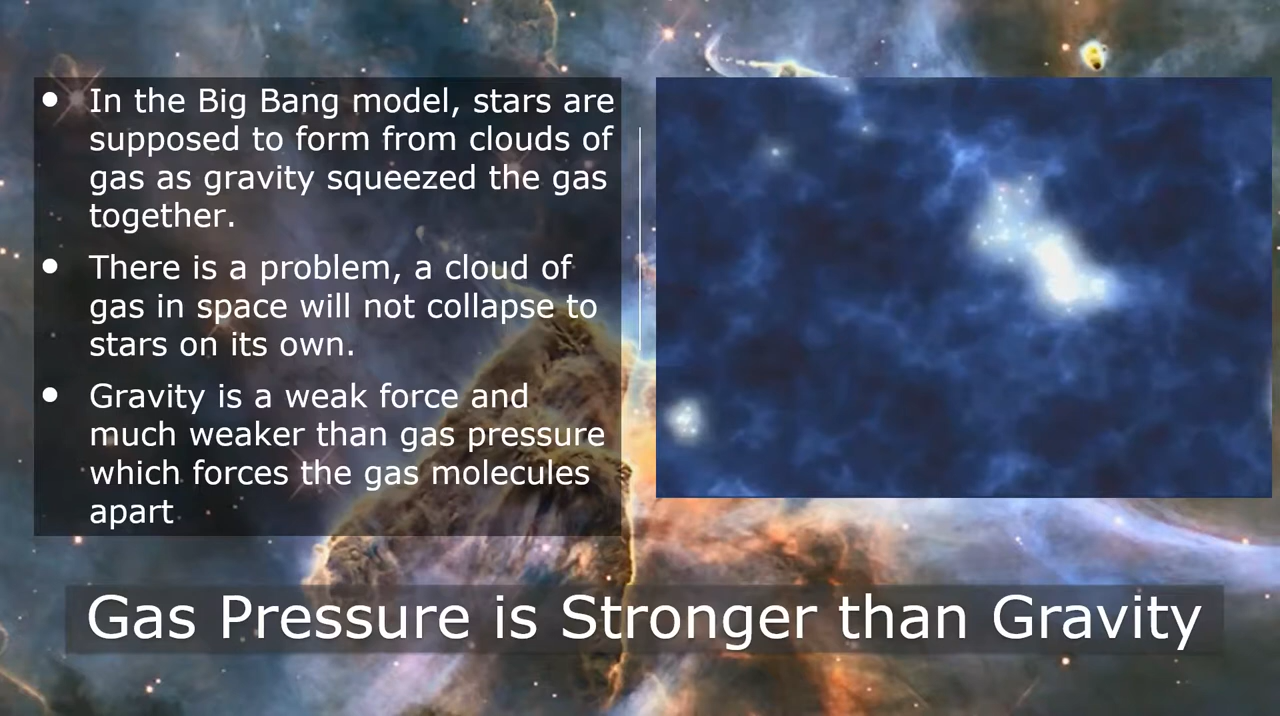 • In the Big Bang model, stars are
supposed to form from clouds of
gas as gravity squeezed the gas
together.
• There is a problem, a cloud of
gas in space will not collapse to
stars on its own.
• Gravity is a weak force and
much weaker than gas pressure
which forces the gas molecules
apart
Gas Pressure is Stronger than Gravity